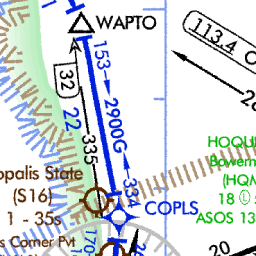 WAPTO
113.4
153
2900G
334
32
22
335
HOQU
Bower
(HQM
18
ASOS 13
opalis State
(S16)
1 - 35s
COPLS
s Corner Pvt
170
20